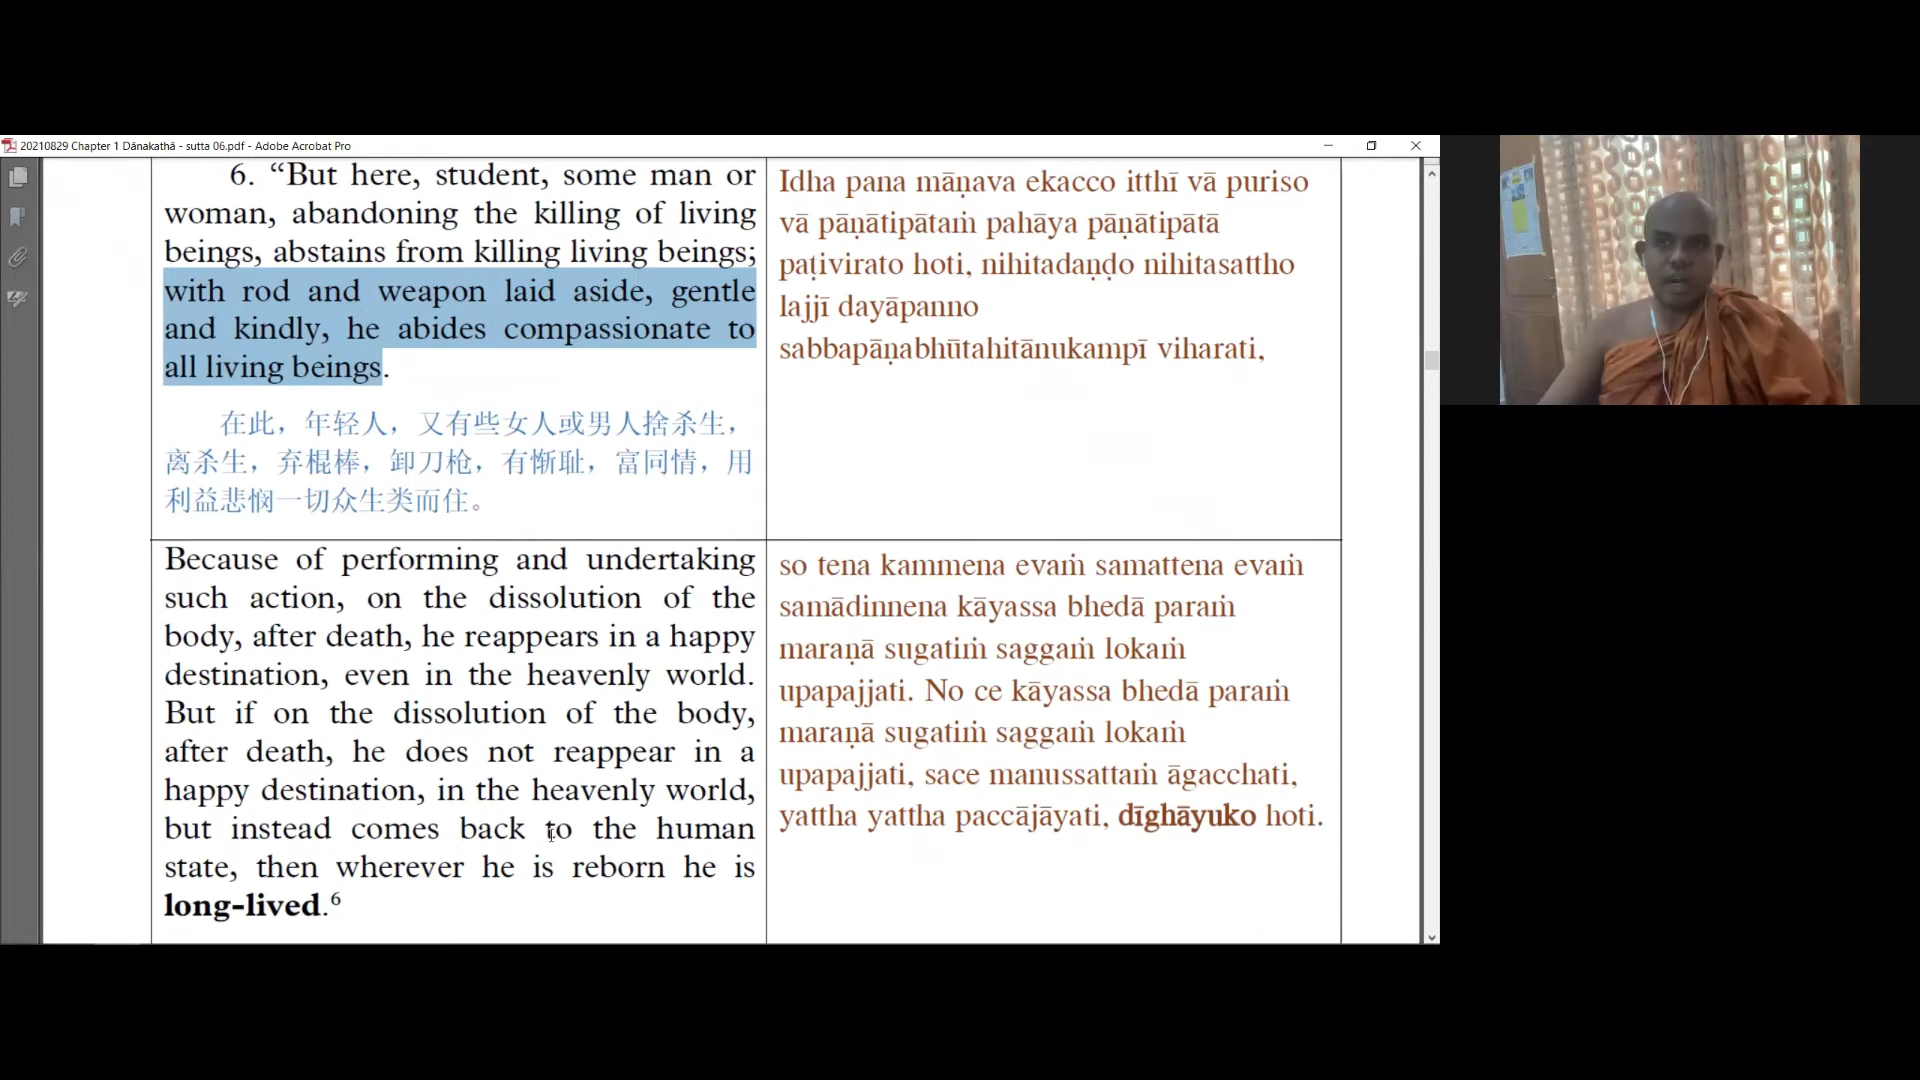 20210829 Chapter 1 Dānakathā - sutta 06.pdf - Adobe Acrobat Pro
6. “But here, student, some man or
woman, abandoning the killing of living
beings, abstains from killing living beings;
with rod and weapon laid aside, gentle
and kindly, he abides compassionate to
all living beings.
在此，年轻人，又有些女人或男人捨杀生，
离杀生，弃棍棒，卸刀枪，有惭耻，富同情，用
利益悲悯一切众生类而住。
Idha pana māṇava ekacco itthī vā puriso
vā pāṇātipātaṁ pahāya pāṇātipātā
paṭivirato hoti, nihitadaṇḍo nihitasattho
lajjī dayāpanno
sabbapāṇabhūtahitānukampī viharati,
Because of performing and undertaking
such action, on the dissolution of the
body, after death, he reappears in a happy
destination, even in the heavenly world.
But if on the dissolution of the body,
after death, he does not reappear in a
happy destination, in the heavenly world,
but instead comes back to the human
state, then wherever he is reborn he is
long-lived.⁶
so tena kammena evaṁ samattena evaṁ
samādinnena kāyassa bhedā paraṁ
maraṇā sugatiṁ saggaṁ lokaṁ
upapajjati. No ce kāyassa bhedā paraṁ
maraṇā sugatiṁ saggaṁ lokaṁ
upapajjati, sace manussattaṁ āgacchati,
yattha yattha paccājāyati, dīghāyuko hoti.